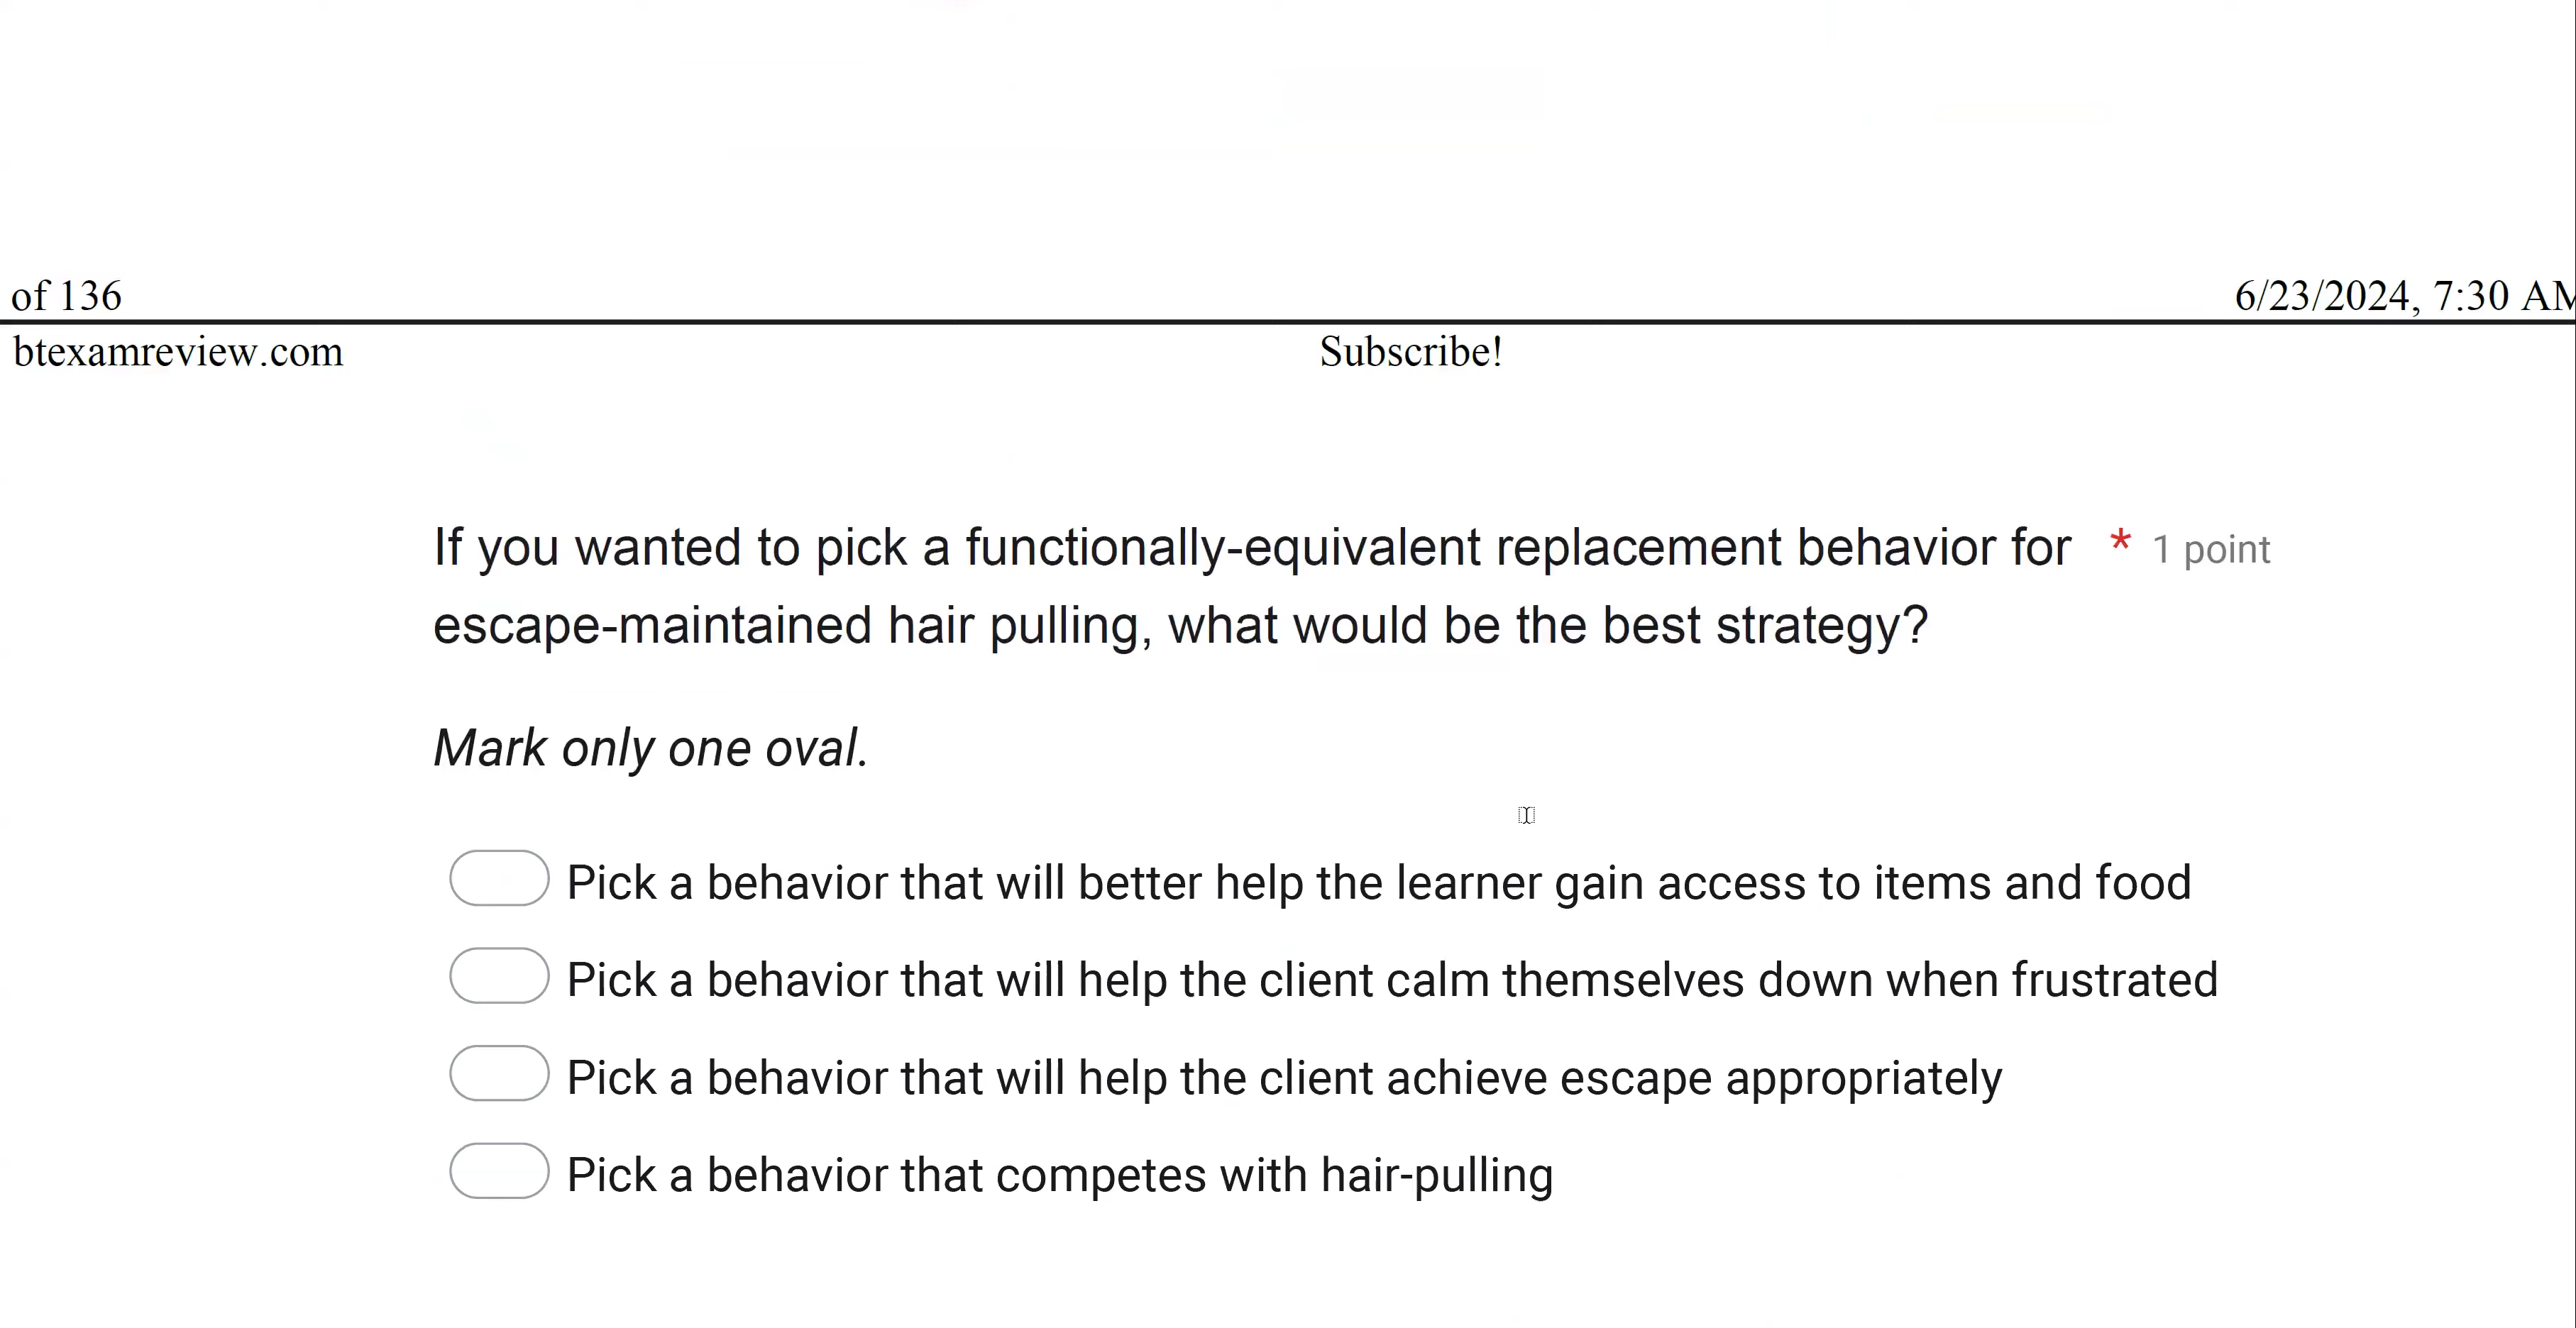 of 136
6/23/2024, 7:30 AM
btexamreview.com
Subscribe!
If you wanted to pick a functionally-equivalent replacement behavior for * 1 point
escape-maintained hair pulling, what would be the best strategy?
Mark only one oval.
Pick a behavior that will better help the learner gain access to items and food
Pick a behavior that will help the client calm themselves down when frustrated
Pick a behavior that will help the client achieve escape appropriately
Pick a behavior that competes with hair-pulling